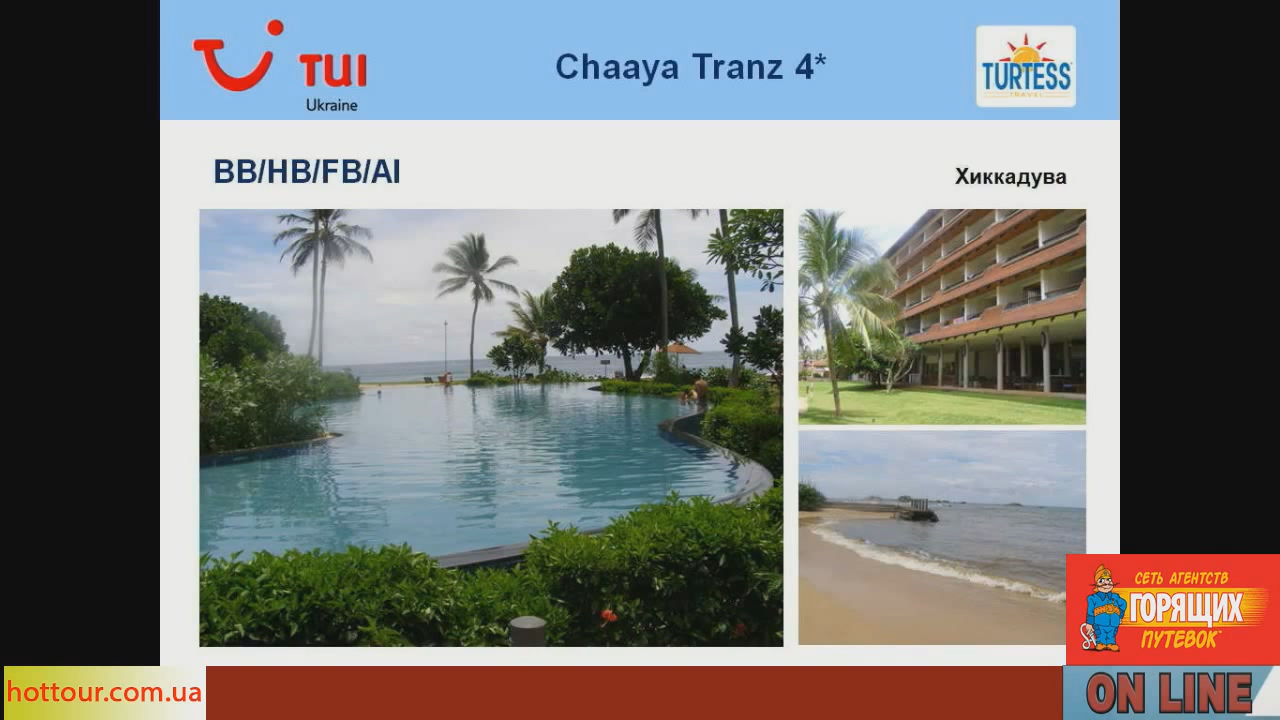 TUI
Ukraine
Chaaya Tranz 4*
TURTESS
TRAVEL
BB/HB/FB/AI
Хиккадува
СЕТЬ АГЕНТСТВ
ГОРЯЩИХ
ПУТЕВОК
hottour.com.ua
ON LINE